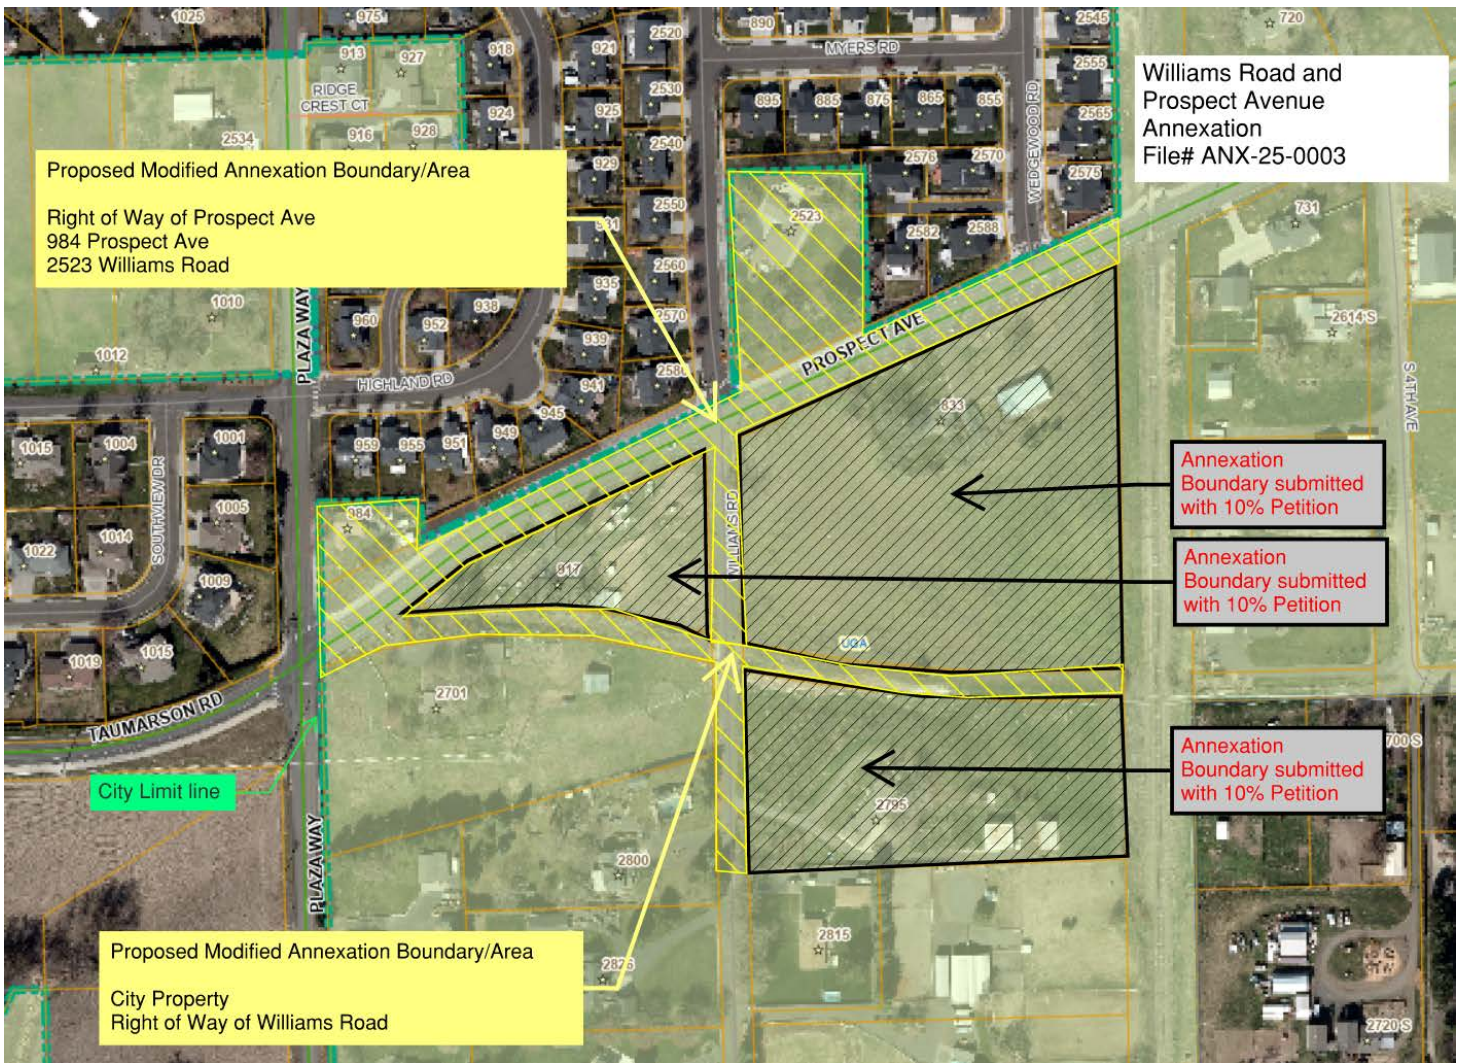 1025
975
918
921
2520
890
MYERS RD
2545
720
913
927
RIDGE
CREST CT
916
928
924
925
2530
895
885
875
865
855
WEDGEWOOD RD
2555
2565
2575
Williams Road and
Prospect Avenue
Annexation
File# ANX-25-0003
2534
Proposed Modified Annexation Boundary/Area
Right of Way of Prospect Ave
984 Prospect Ave
2523 Williams Road
929
2540
2550
2560
2570
931
935
939
941
945
2576
2570
2582
2588
2523
731
2614 S
S 4TH AVE
1010
1012
PLAZA WAY
960
952
938
HIGHLAND RD
PROSPECT AVE
833
1015
1004
1001
SOUTHVIEW DR
959
955
951
949
1005
1014
1022
1009
1019
1015
984
917
WILLIAMS RD
UGA
Annexation
Boundary submitted
with 10% Petition
Annexation
Boundary submitted
with 10% Petition
2701
TAUMARSON RD
City Limit line
PLAZA WAY
Annexation
Boundary submitted
with 10% Petition
700 S
2795
2800
2815
2826
Proposed Modified Annexation Boundary/Area
City Property
Right of Way of Williams Road
2720 S